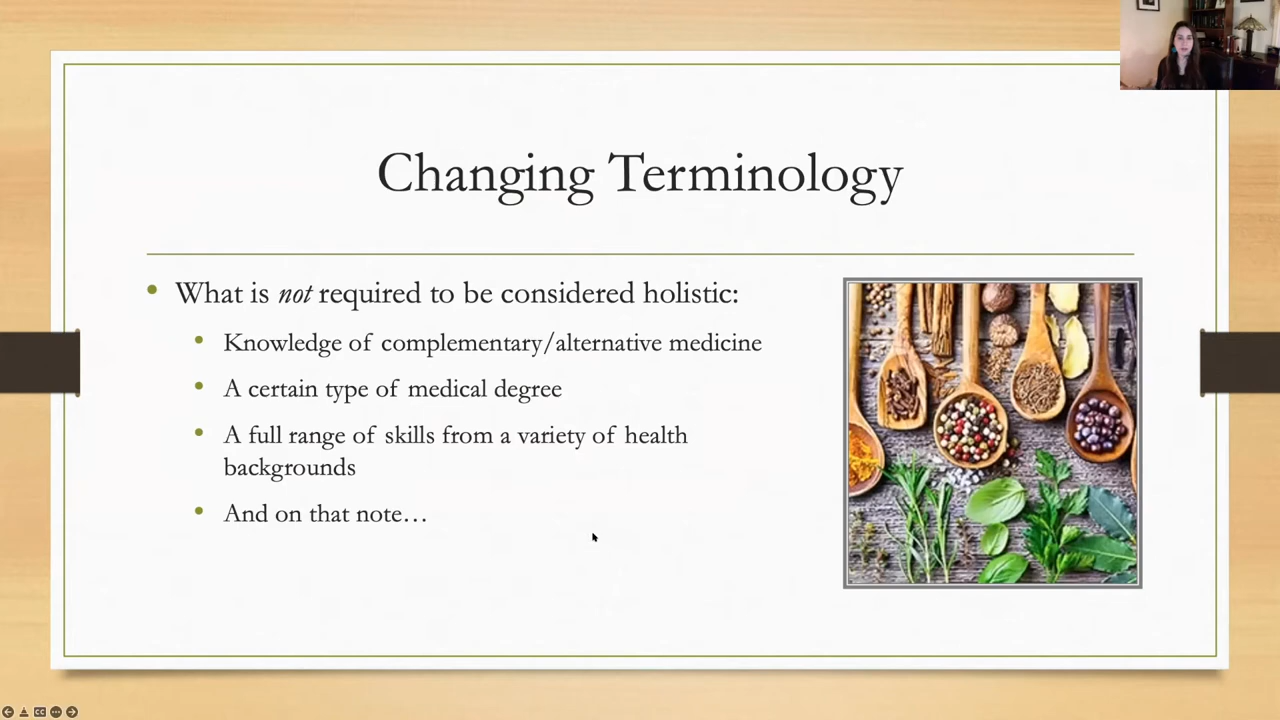 Changing Terminology
What is not required to be considered holistic:
Knowledge of complementary/alternative medicine
A certain type of medical degree
A full range of skills from a variety of health
backgrounds
And on that note…
CC